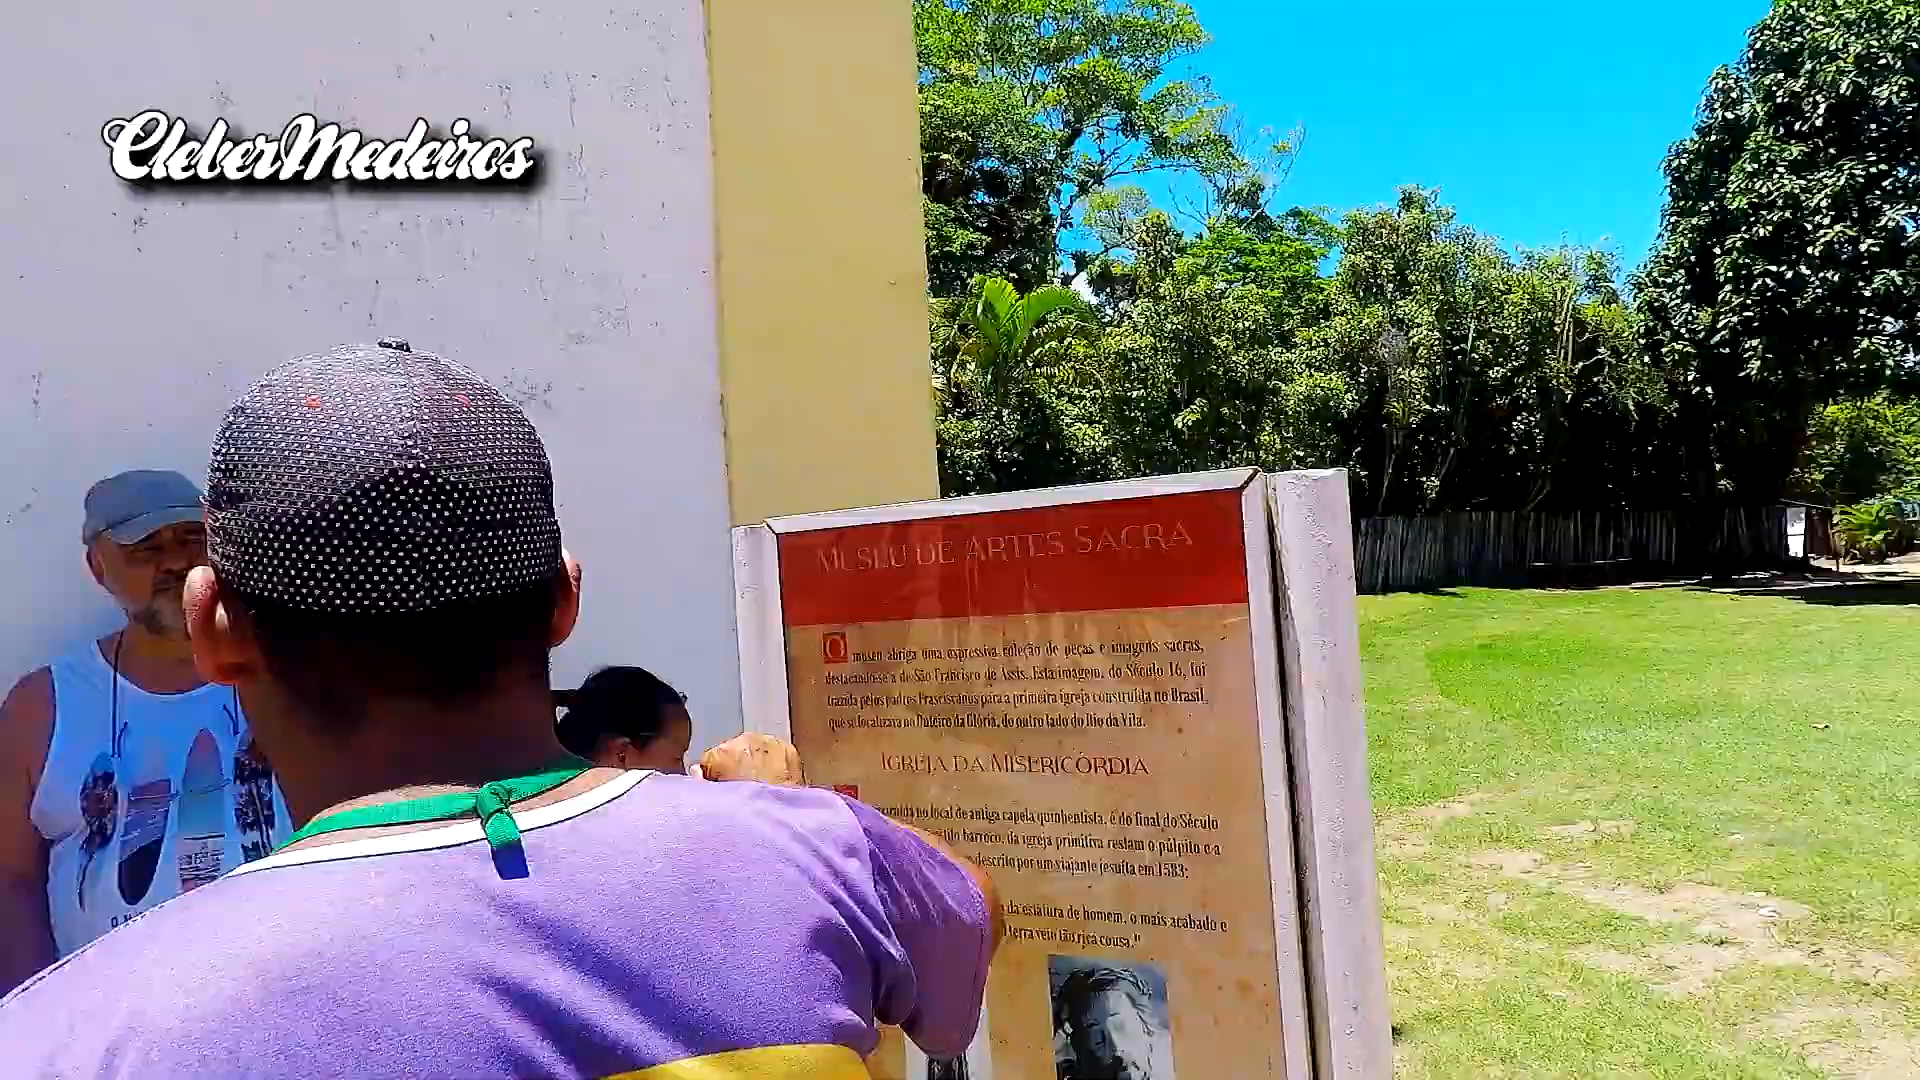 CleberMedeiros
MUSEU DE ARTES SACRA
O museu abriga uma expressiva coleção de peças e imagens sacras,
destacando-se a de São Francisco de Assis. Esta imagem, do Século 16, foi
trazida pelos padres Franciscanos para a primeira igreja construída no Brasil,
que se localizava no Outeiro da Glória, do outro lado do Rio da Vila.
IGREJA DA MISERICÓRDIA
no local de antiga capela quinhentista, é do final do Século
barroco, da igreja primitiva restam o púlpito e a
descrito por um viajante jesuíta em 1583:
da estatura de homem, o mais acabado e
terra veio tão rica cousa."